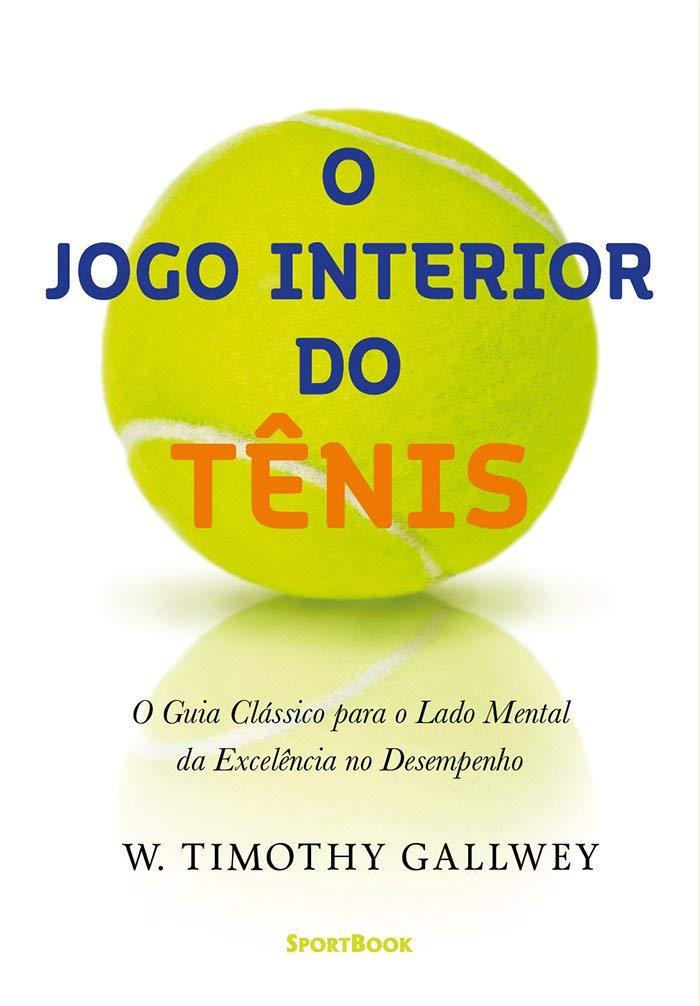 O
JOGO INTERIOR
DO
TÊNIS
O Guia Clássico para o Lado Mental
da Excelência no Desempenho
W. TIMOTHY GALLWEY
SPORTBOOK